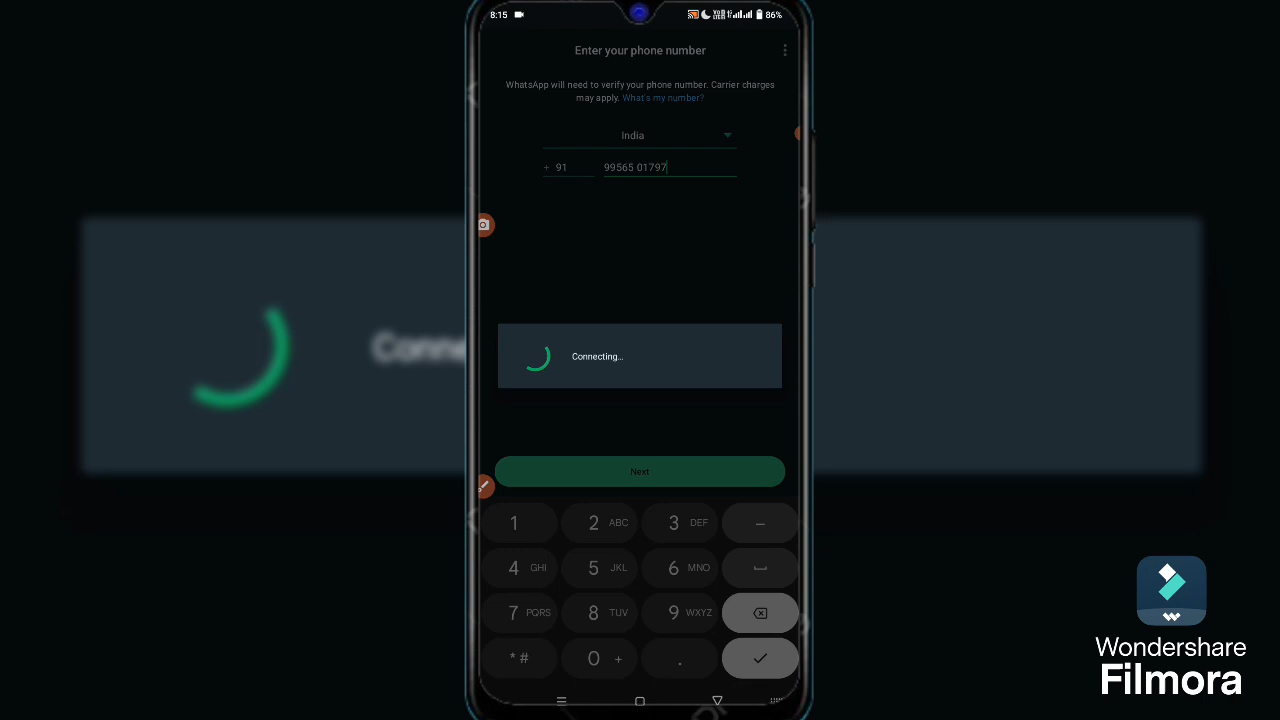 8:15 86%
Enter your phone number
WhatsApp will need to verify your phone number. Carrier charges
may apply. What's my number?
India
+ 91 99565 01797
Conne
Connecting...
Next
1 2 ABC 3 DEF –
4 GHI 5 JKL 6 MNO
7 PQRS 8 TUV 9 WXYZ
* # 0 + .
Wondershare
Filmora